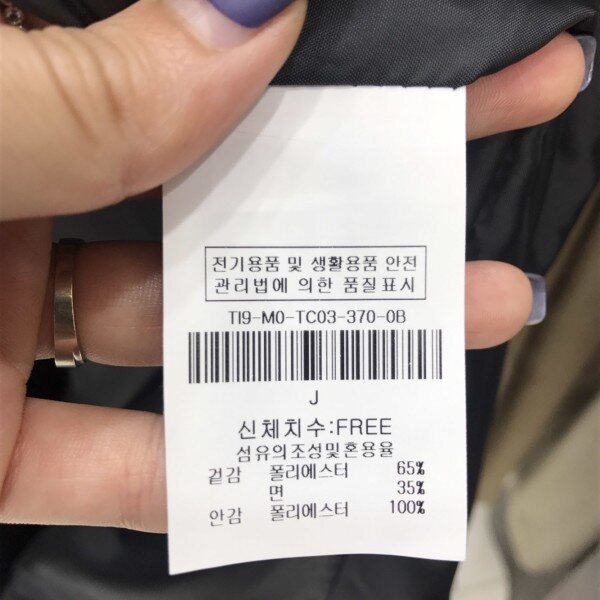 전기용품 및 생활용품 안전
관리법에 의한 품질표시
TI9-MO-TC03-370-0B
J
신체치수:FREE
섬유의조성및혼용율
겉감 폴리에스터 65%
면 35%
안감 폴리에스터 100%